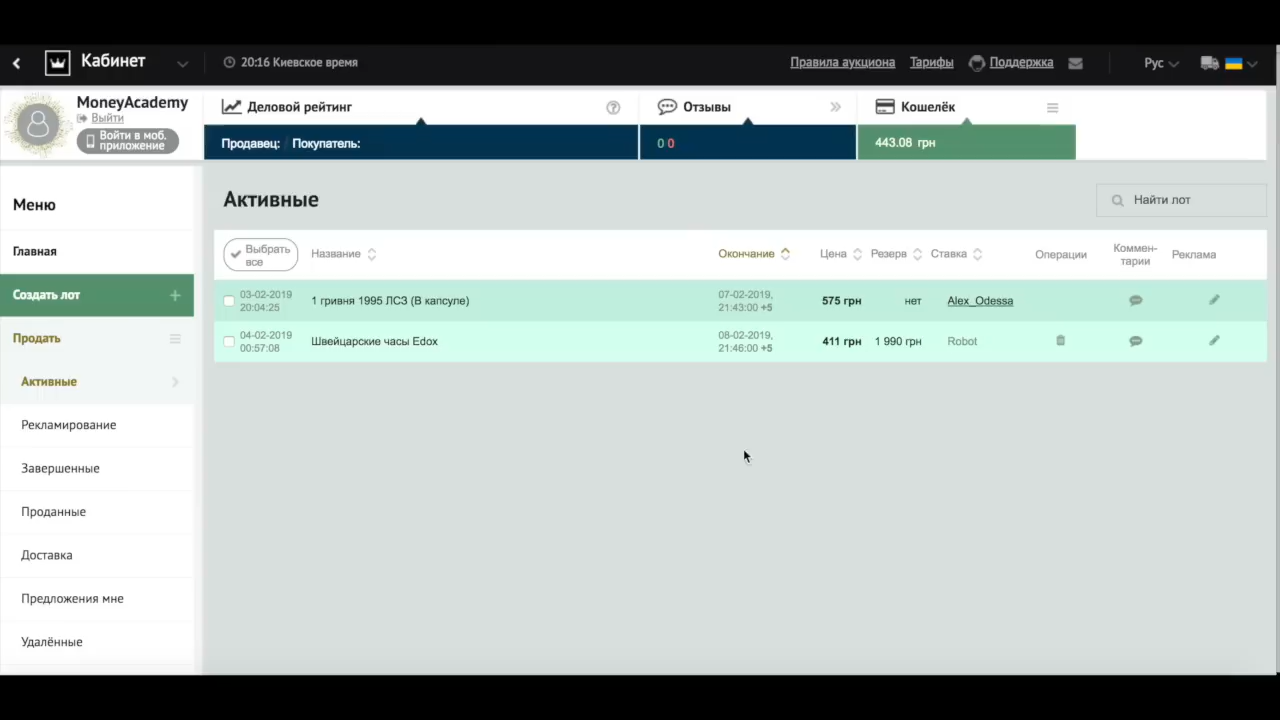 Кабинет
20:16 Киевское время
Правила аукциона
Тарифы
Поддержка
Рус
MoneyAcademy
Выйти
Войти в моб.
приложение
Деловой рейтинг
Продавец: / Покупатель:
Отзывы
0 0
Кошелёк
443.08 грн
Меню
Главная
Создать лот
Продать
Активные
Рекламирование
Завершенные
Проданные
Доставка
Предложения мне
Удалённые
Активные
Найти лот
Выбрать
все
Название
Окончание
Цена
Резерв
Ставка
Операции
Коммен-
тарии
Реклама
03-02-2019
20:04:25
1 гривня 1995 ЛСЗ (В капсуле)
07-02-2019,
21:43:00 +5
575 грн
нет
Alex_Odessa
04-02-2019
00:57:08
Швейцарские часы Edox
08-02-2019,
21:46:00 +5
411 грн
1 990 грн
Robot